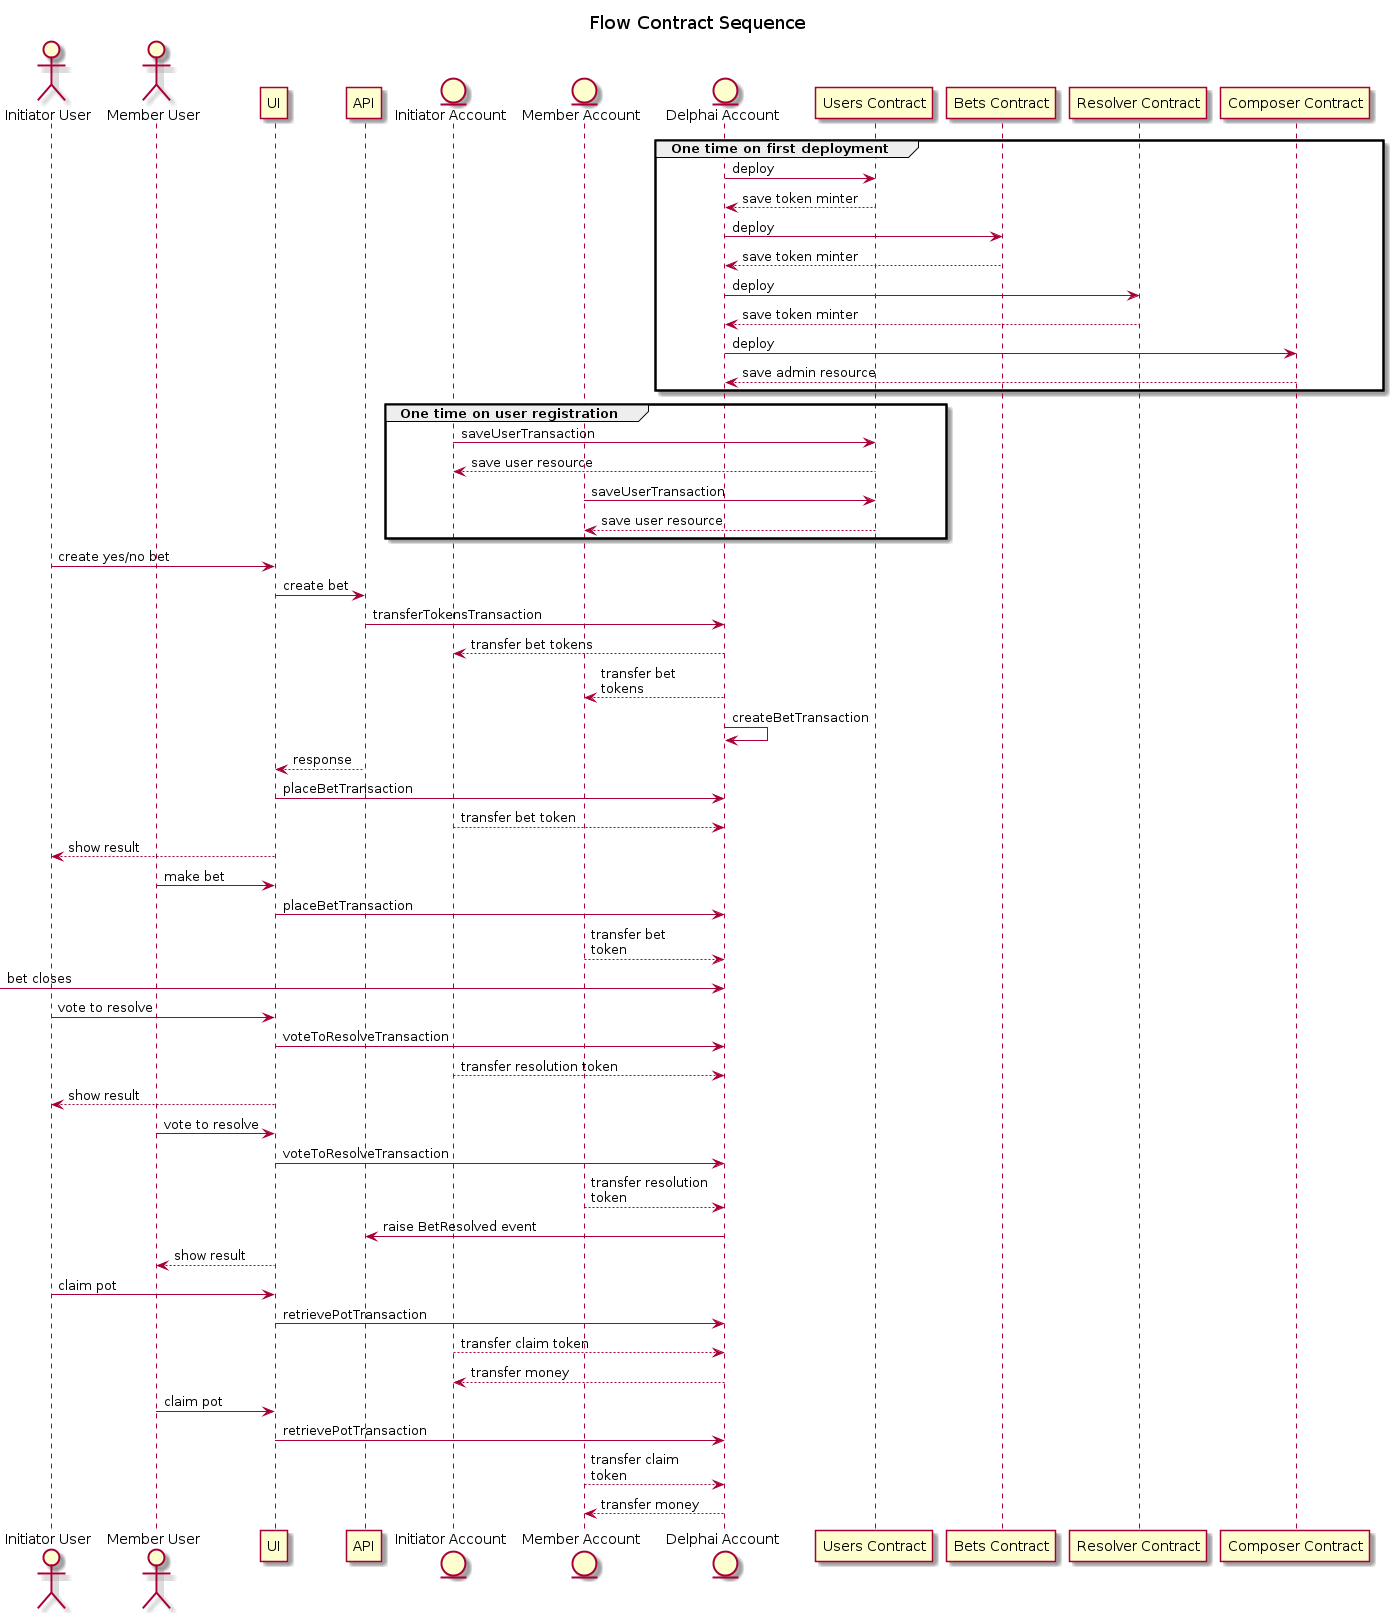 Flow Contract Sequence
Initiator User
Member User
UI
API
Initiator Account
Member Account
Delphai Account
Users Contract
Bets Contract
Resolver Contract
Composer Contract
One time on first deployment
deploy
save token minter
deploy
save token minter
deploy
save token minter
deploy
save admin resource
One time on user registration
saveUserTransaction
save user resource
saveUserTransaction
save user resource
create yes/no bet
create bet
transferTokensTransaction
transfer bet tokens
transfer bet
tokens
createBetTransaction
response
placeBetTransaction
transfer bet token
show result
make bet
placeBetTransaction
transfer bet
token
bet closes
vote to resolve
voteToResolveTransaction
transfer resolution token
show result
vote to resolve
voteToResolveTransaction
transfer resolution
token
raise BetResolved event
show result
claim pot
retrievePotTransaction
transfer claim token
transfer money
claim pot
retrievePotTransaction
transfer claim
token
transfer money
Initiator User
Member User
UI
API
Initiator Account
Member Account
Delphai Account
Users Contract
Bets Contract
Resolver Contract
Composer Contract